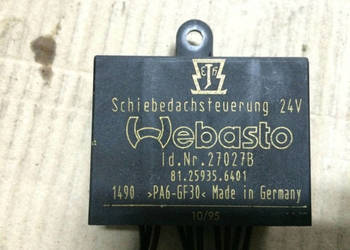 Schiebedachsteuerung 24V
Webasto
Id.Nr.27027B
81.25935.6401
1490 >PA6-GF30< Made in Germany
10/95